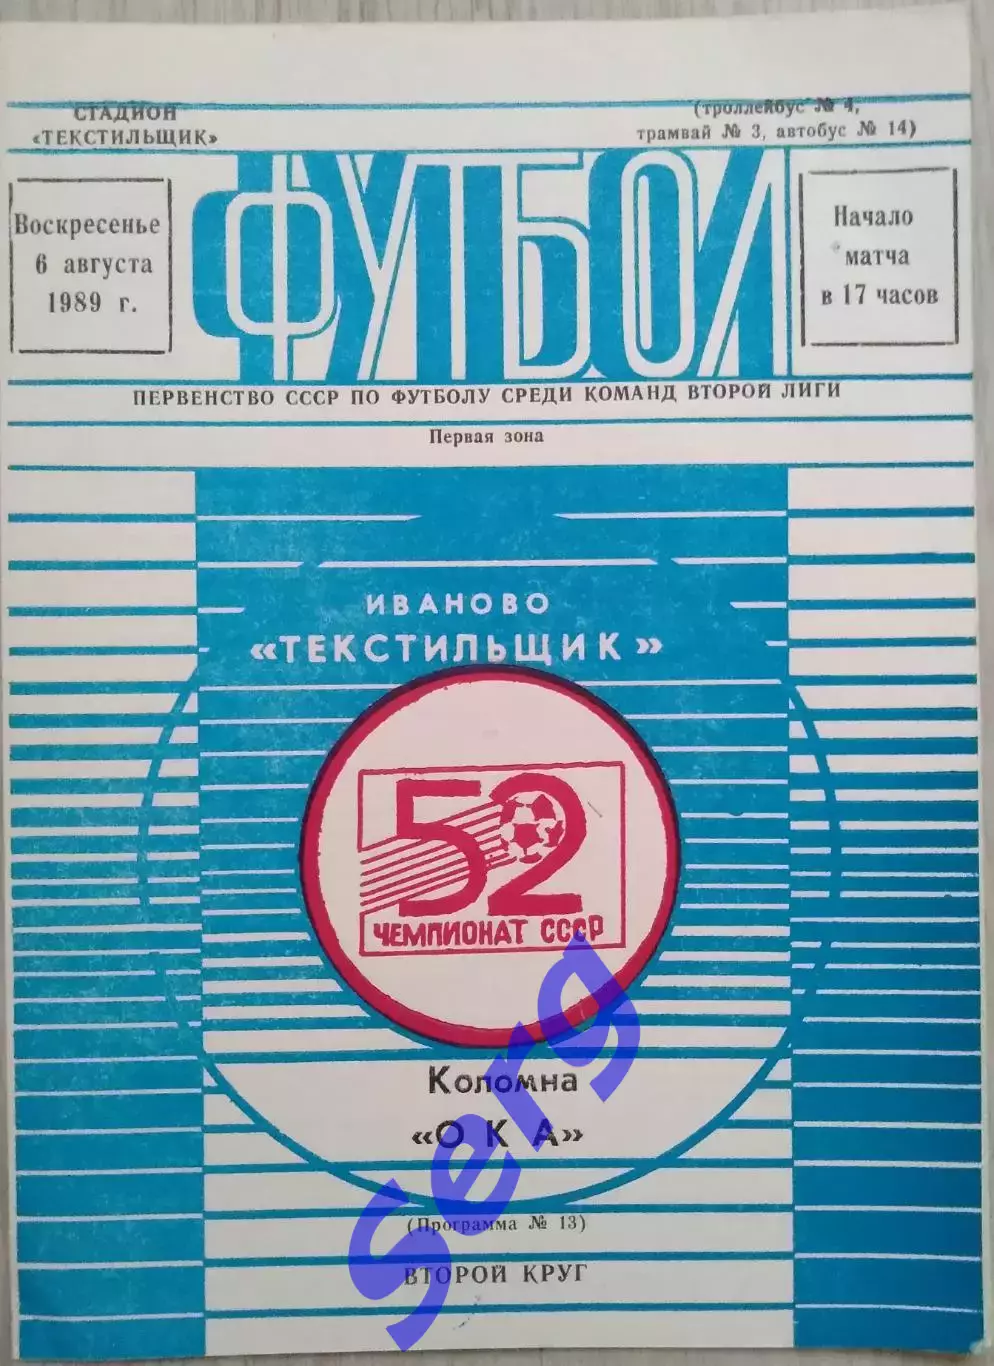 СТАДИОН
«ТЕКСТИЛЬЩИК»
(троллейбус № 4,
трамвай № 3, автобус № 14)
Воскресенье
6 августа
1989 г.
ФУТБОЛ
Начало
матча
в 17 часов
ПЕРВЕНСТВО СССР ПО ФУТБОЛУ СРЕДИ КОМАНД ВТОРОЙ ЛИГИ
Первая зона
ИВАНОВО
«ТЕКСТИЛЬЩИК»
52
ЧЕМПИОНАТ СССР
Коломна
«ОКА»
(Программа № 13)
ВТОРОЙ КРУГ
Serg